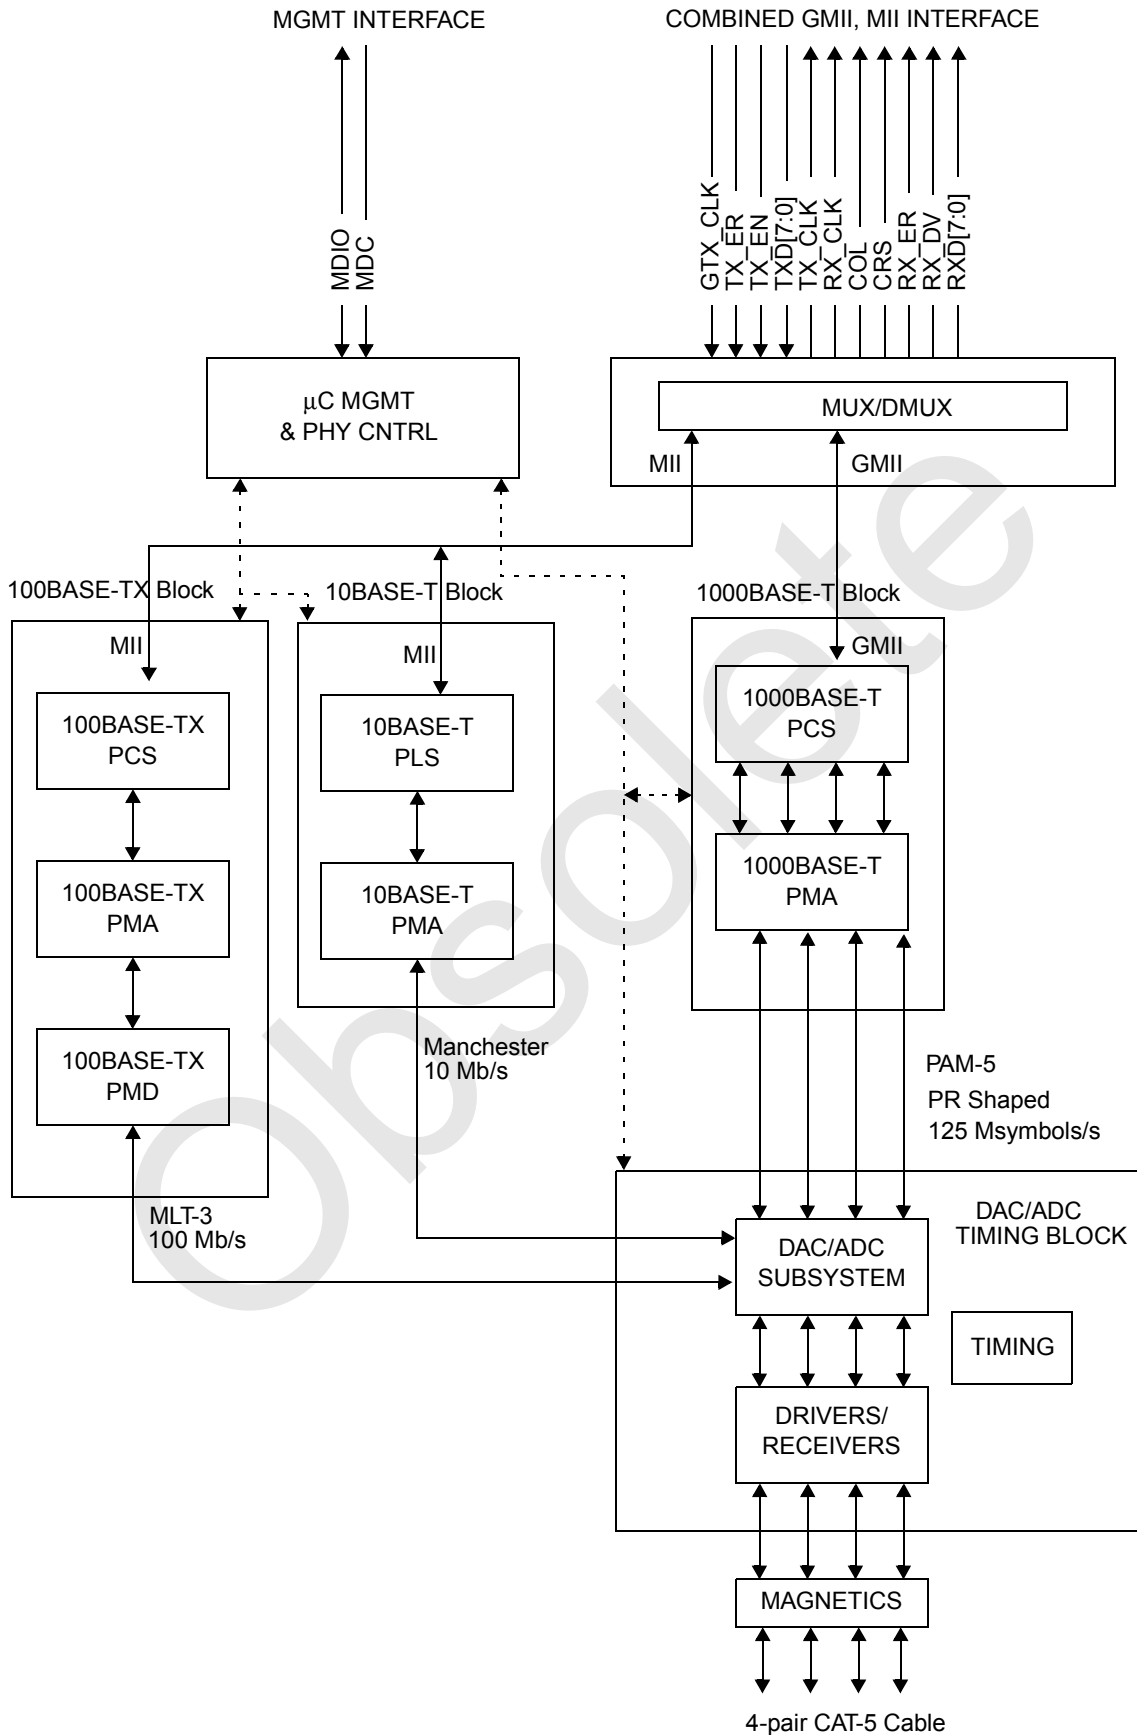 MGMT INTERFACE
COMBINED GMII, MII INTERFACE
MDIO
MDC
GTX_CLK
TX_ER
TX_EN
TXD[7:0]
TX_CLK
RX_CLK
COL
CRS
RX_ER
RX_DV
RXD[7:0]
μC MGMT
& PHY CNTRL
MUX/DMUX
MII
GMII
100BASE-TX Block
10BASE-T Block
1000BASE-T Block
MII
MII
GMII
100BASE-TX
PCS
10BASE-T
PLS
1000BASE-T
PCS
100BASE-TX
PMA
10BASE-T
PMA
1000BASE-T
PMA
100BASE-TX
PMD
Manchester
10 Mb/s
PAM-5
PR Shaped
125 Msymbols/s
MLT-3
100 Mb/s
DAC/ADC
SUBSYSTEM
DAC/ADC
TIMING BLOCK
TIMING
DRIVERS/
RECEIVERS
MAGNETICS
4-pair CAT-5 Cable
Obsolete